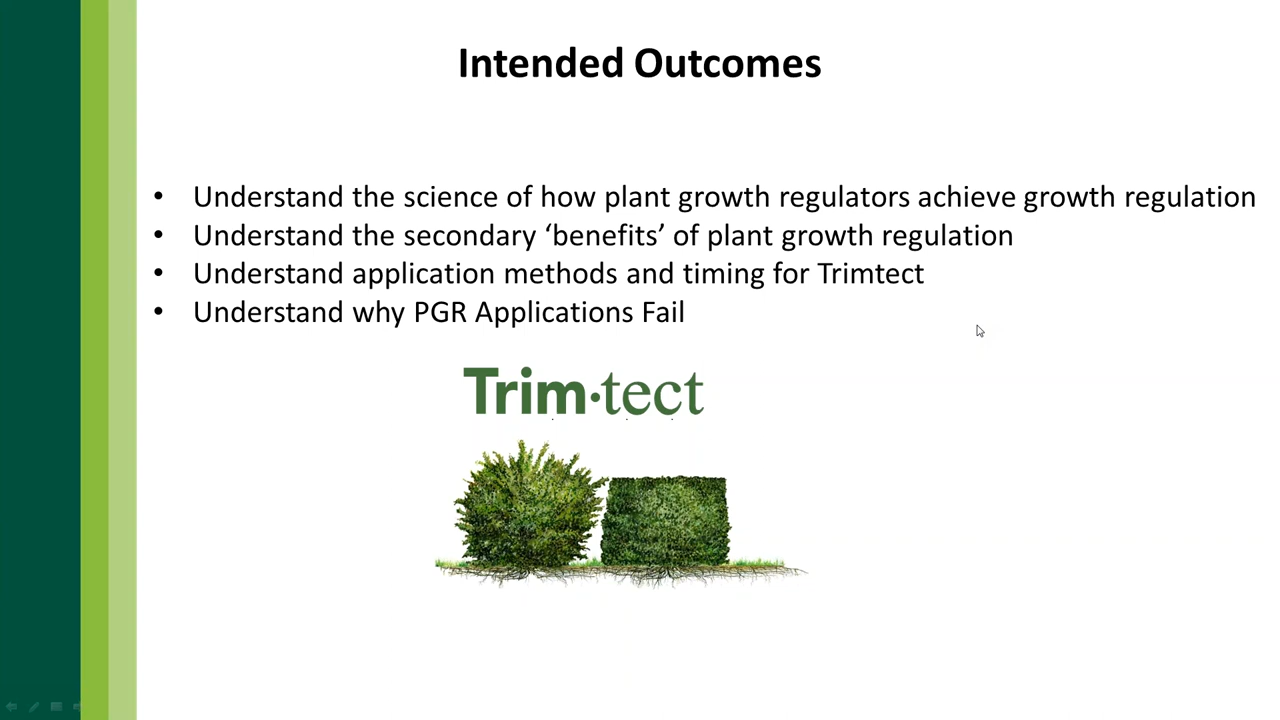 Intended Outcomes
• Understand the science of how plant growth regulators achieve growth regulation
• Understand the secondary ‘benefits’ of plant growth regulation
• Understand application methods and timing for Trimtect
• Understand why PGR Applications Fail
Trim·tect